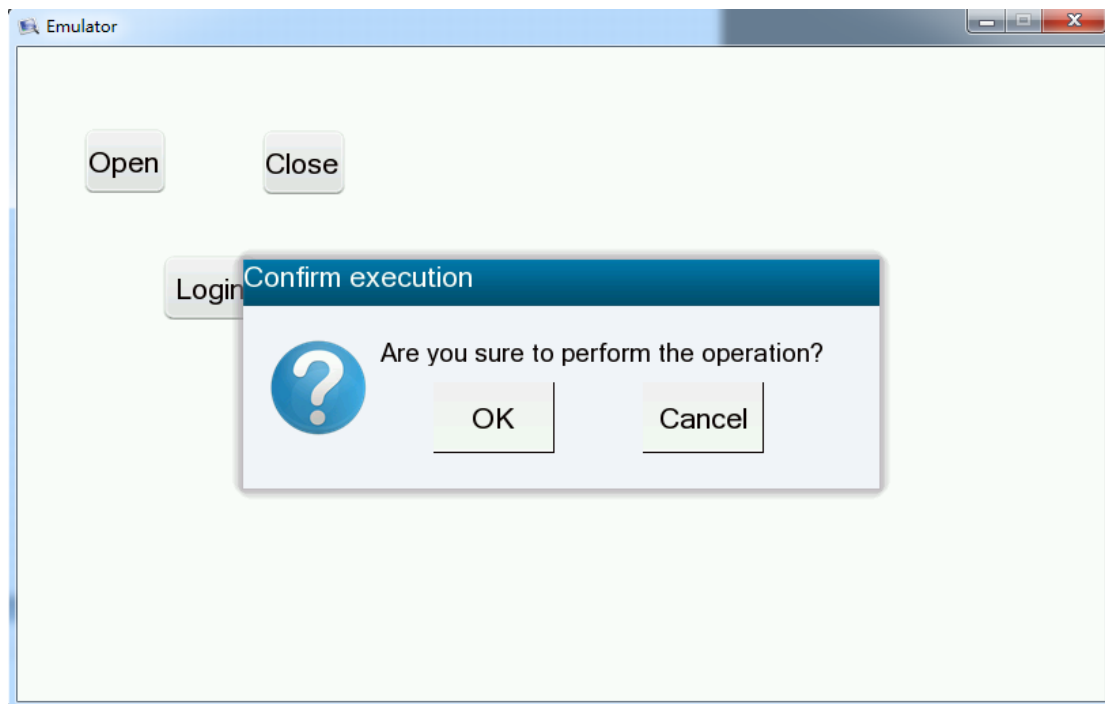 Emulator
Open
Close
Login
Confirm execution
Are you sure to perform the operation?
OK
Cancel